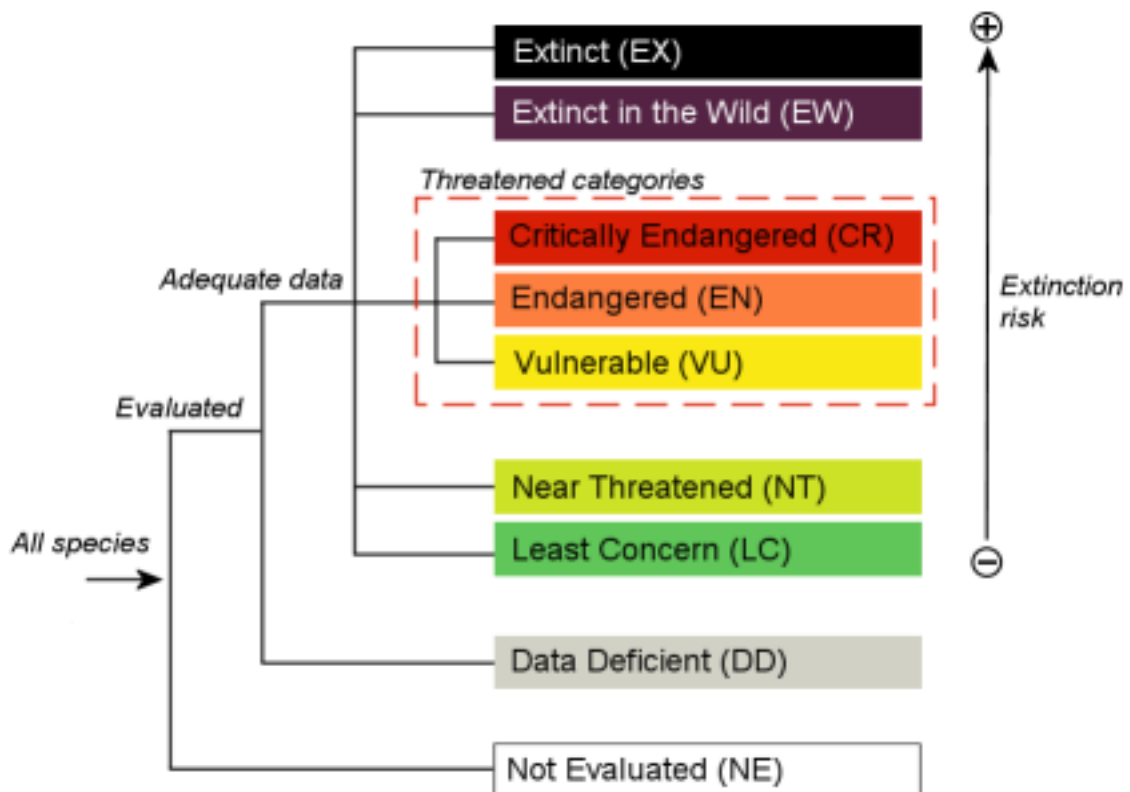 Extinct (EX)
Extinct in the Wild (EW)
Threatened categories
Critically Endangered (CR)
Adequate data
Endangered (EN)
Extinction
risk
Vulnerable (VU)
Evaluated
Near Threatened (NT)
All species
Least Concern (LC)
Data Deficient (DD)
Not Evaluated (NE)